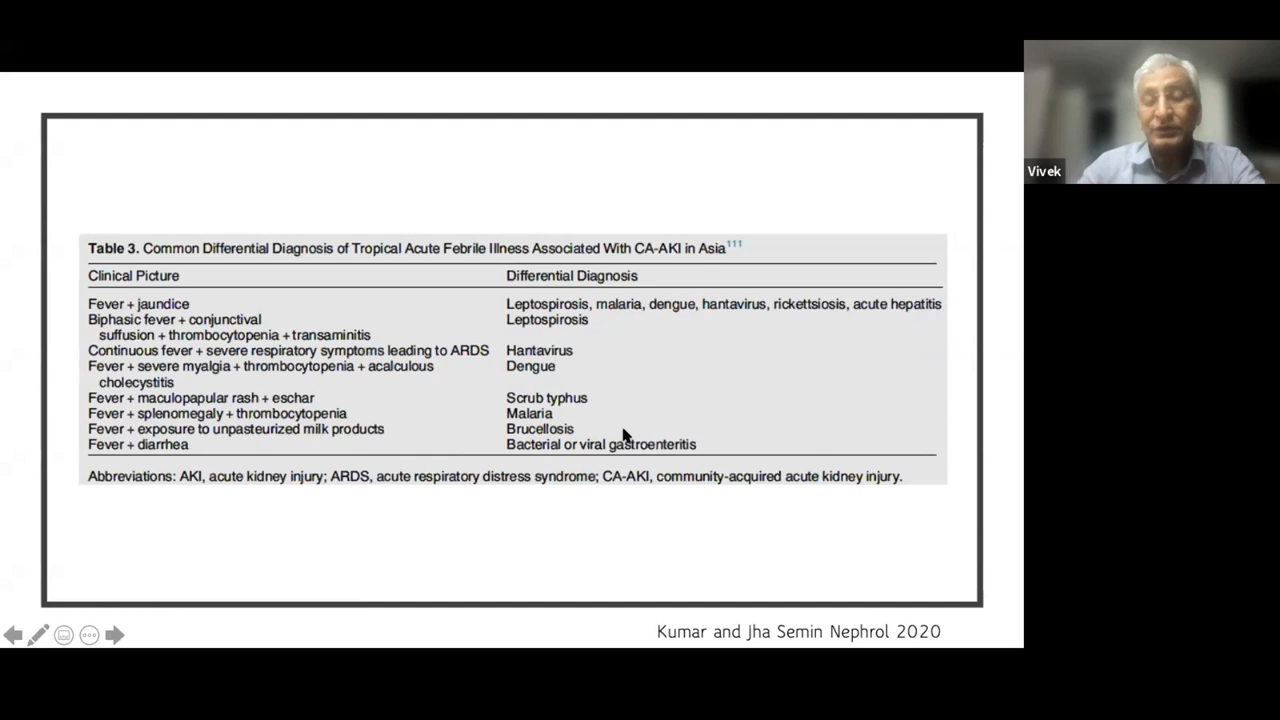 Table 3. Common Differential Diagnosis of Tropical Acute Febrile Illness Associated With CA-AKI in Asia111
Clinical Picture Differential Diagnosis
Fever + jaundice Leptospirosis, malaria, dengue, hantavirus, rickettsiosis, acute hepatitis
Biphasic fever + conjunctival Leptospirosis
suffusion + thrombocytopenia + transaminitis
Continuous fever + severe respiratory symptoms leading to ARDS Hantavirus
Fever + severe myalgia + thrombocytopenia + acalculous Dengue
cholecystitis
Fever + maculopapular rash + eschar Scrub typhus
Fever + splenomegaly + thrombocytopenia Malaria
Fever + exposure to unpasteurized milk products Brucellosis
Fever + diarrhea Bacterial or viral gastroenteritis
Abbreviations: AKI, acute kidney injury; ARDS, acute respiratory distress syndrome; CA-AKI, community-acquired acute kidney injury.
Kumar and Jha Semin Nephrol 2020
Vivek